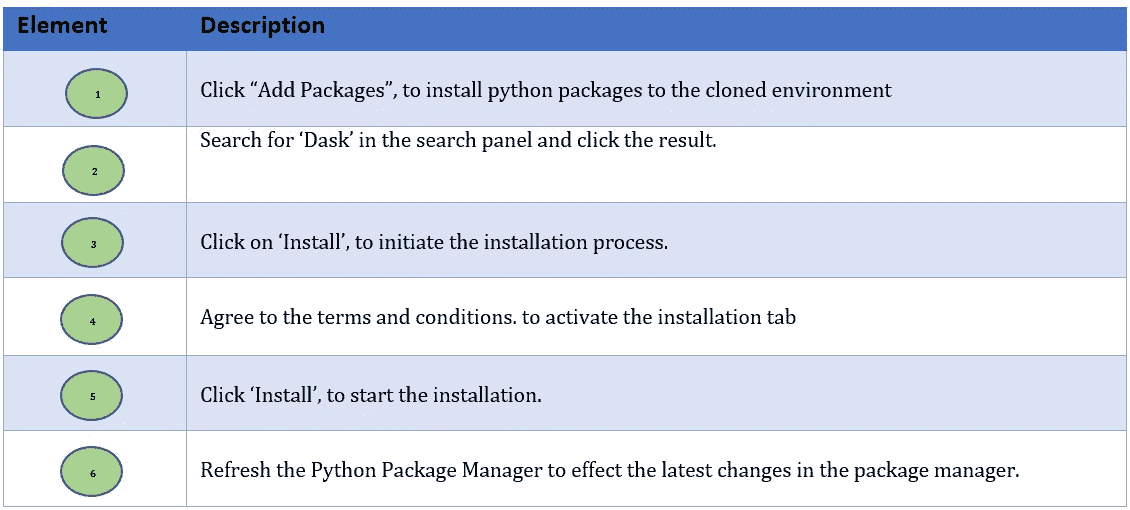 Element Description
1 Click “Add Packages”, to install python packages to the cloned environment
2 Search for ‘Dask’ in the search panel and click the result.
3 Click on ‘Install’, to initiate the installation process.
4 Agree to the terms and conditions. to activate the installation tab
5 Click ‘Install’, to start the installation.
6 Refresh the Python Package Manager to effect the latest changes in the package manager.